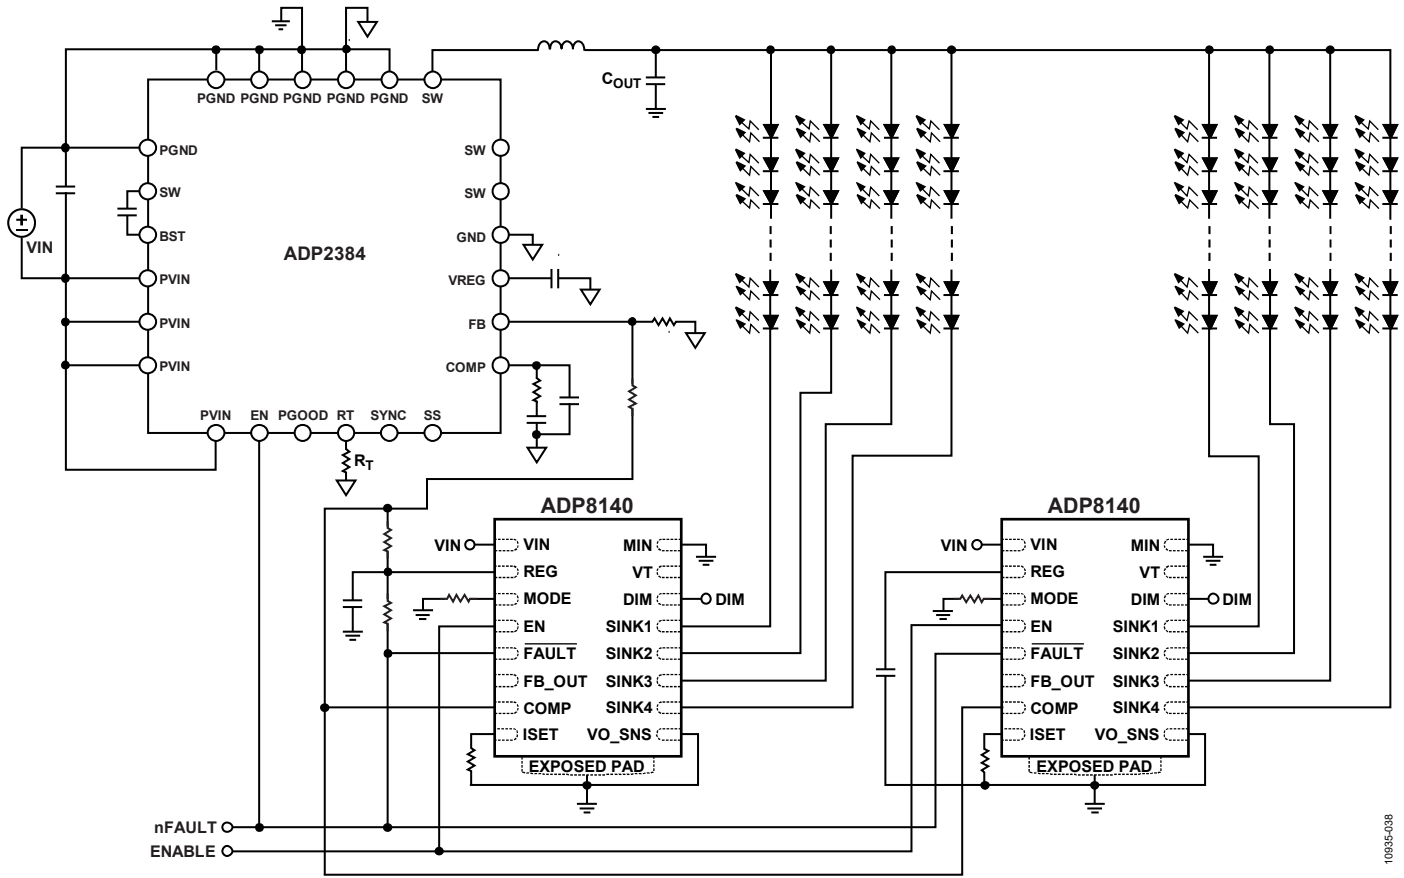 PGND PGND PGND PGND PGND SW
COUT
PGND
SW
BST
PVIN
PVIN
PVIN
VIN
ADP2384
SW
SW
GND
VREG
FB
COMP
PVIN EN PGOOD RT SYNC SS
RT
ADP8140
VIN
VIN
REG
MODE
EN
FAULT
FB_OUT
COMP
ISET
MIN
VT
DIM
DIM
SINK1
SINK2
SINK3
SINK4
VO_SNS
EXPOSED PAD
ADP8140
VIN
VIN
REG
MODE
EN
FAULT
FB_OUT
COMP
ISET
MIN
VT
DIM
DIM
SINK1
SINK2
SINK3
SINK4
VO_SNS
EXPOSED PAD
nFAULT
ENABLE
10935-038